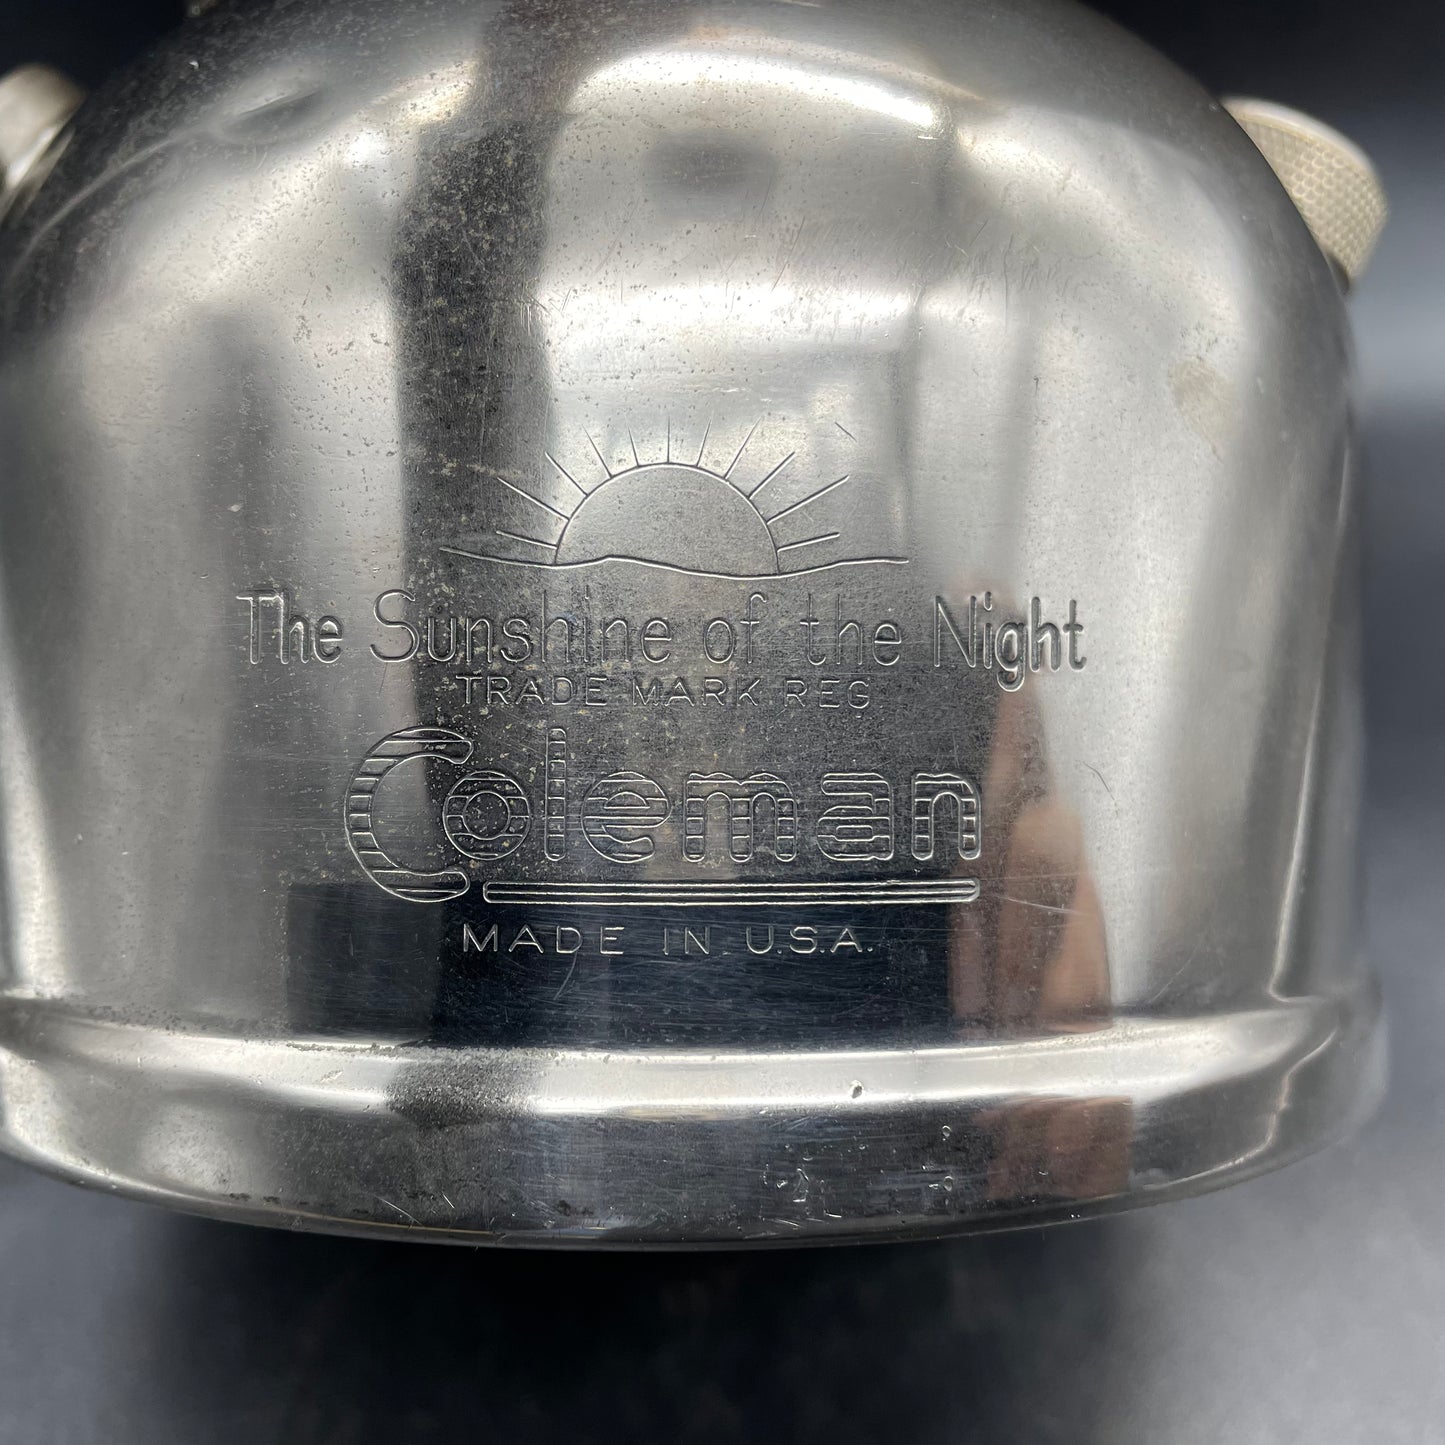 The Sunshine of the Night
TRADE MARK REG
Coleman
MADE IN U.S.A.